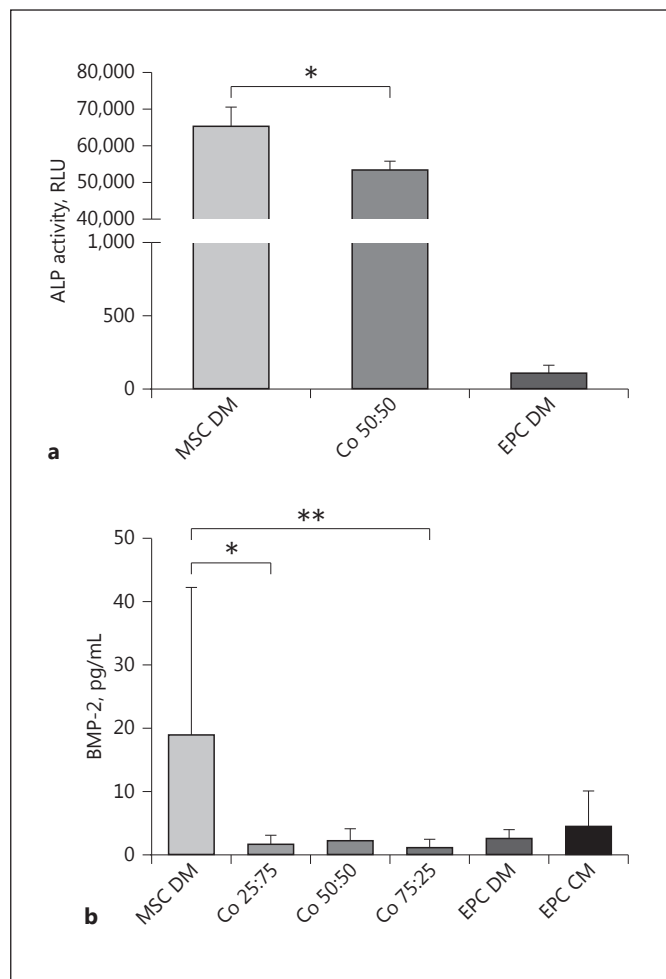 80,000
*
70,000
60,000
50,000
40,000
1,000
500
0
ALP activity, RLU
MSC DM
Co 50:50
EPC DM
a
50
**
*
40
30
20
10
0
BMP-2, pg/mL
MSC DM
Co 25:75
Co 50:50
Co 75:25
EPC DM
EPC CM
b